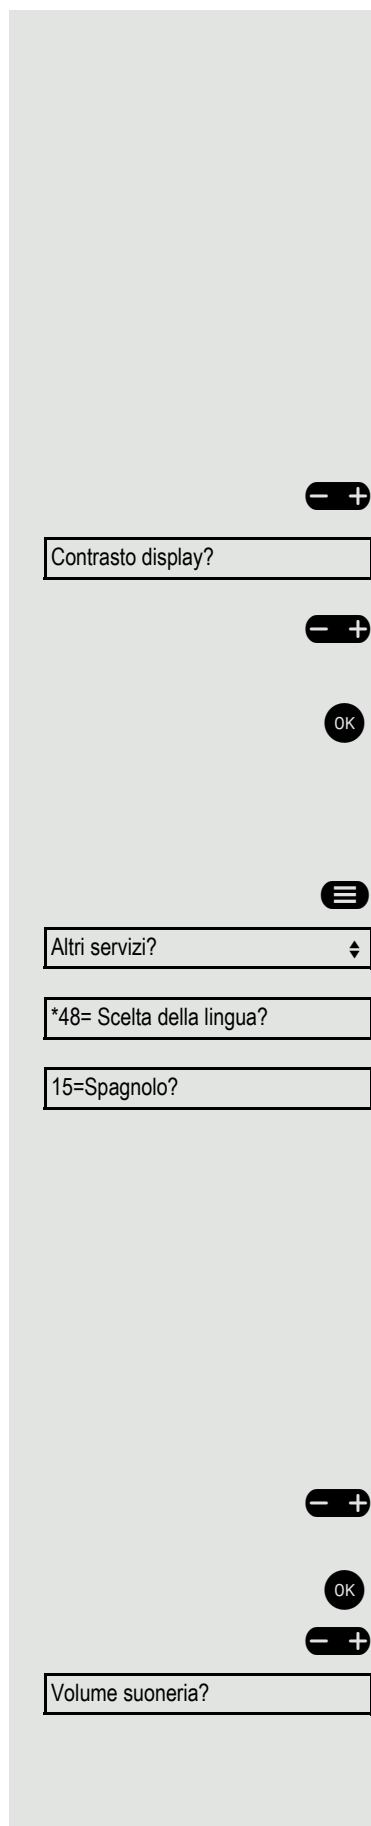 Contrasto display?
OK
Altri servizi?
*48= Scelta della lingua?
15=Spagnolo?
OK
Volume suoneria?